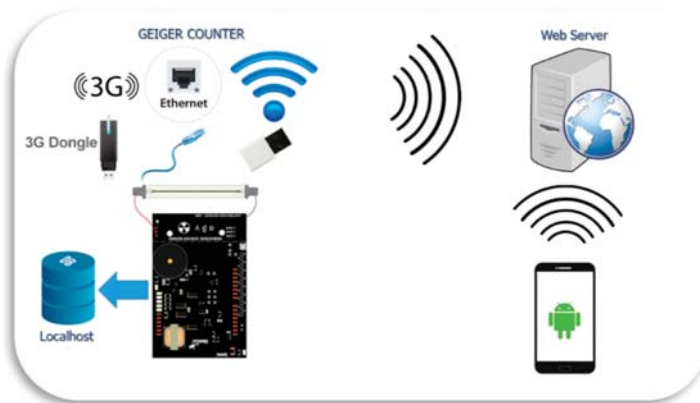 GEIGER COUNTER
Web Server
3G
Ethernet
3G Dongle
Localhost